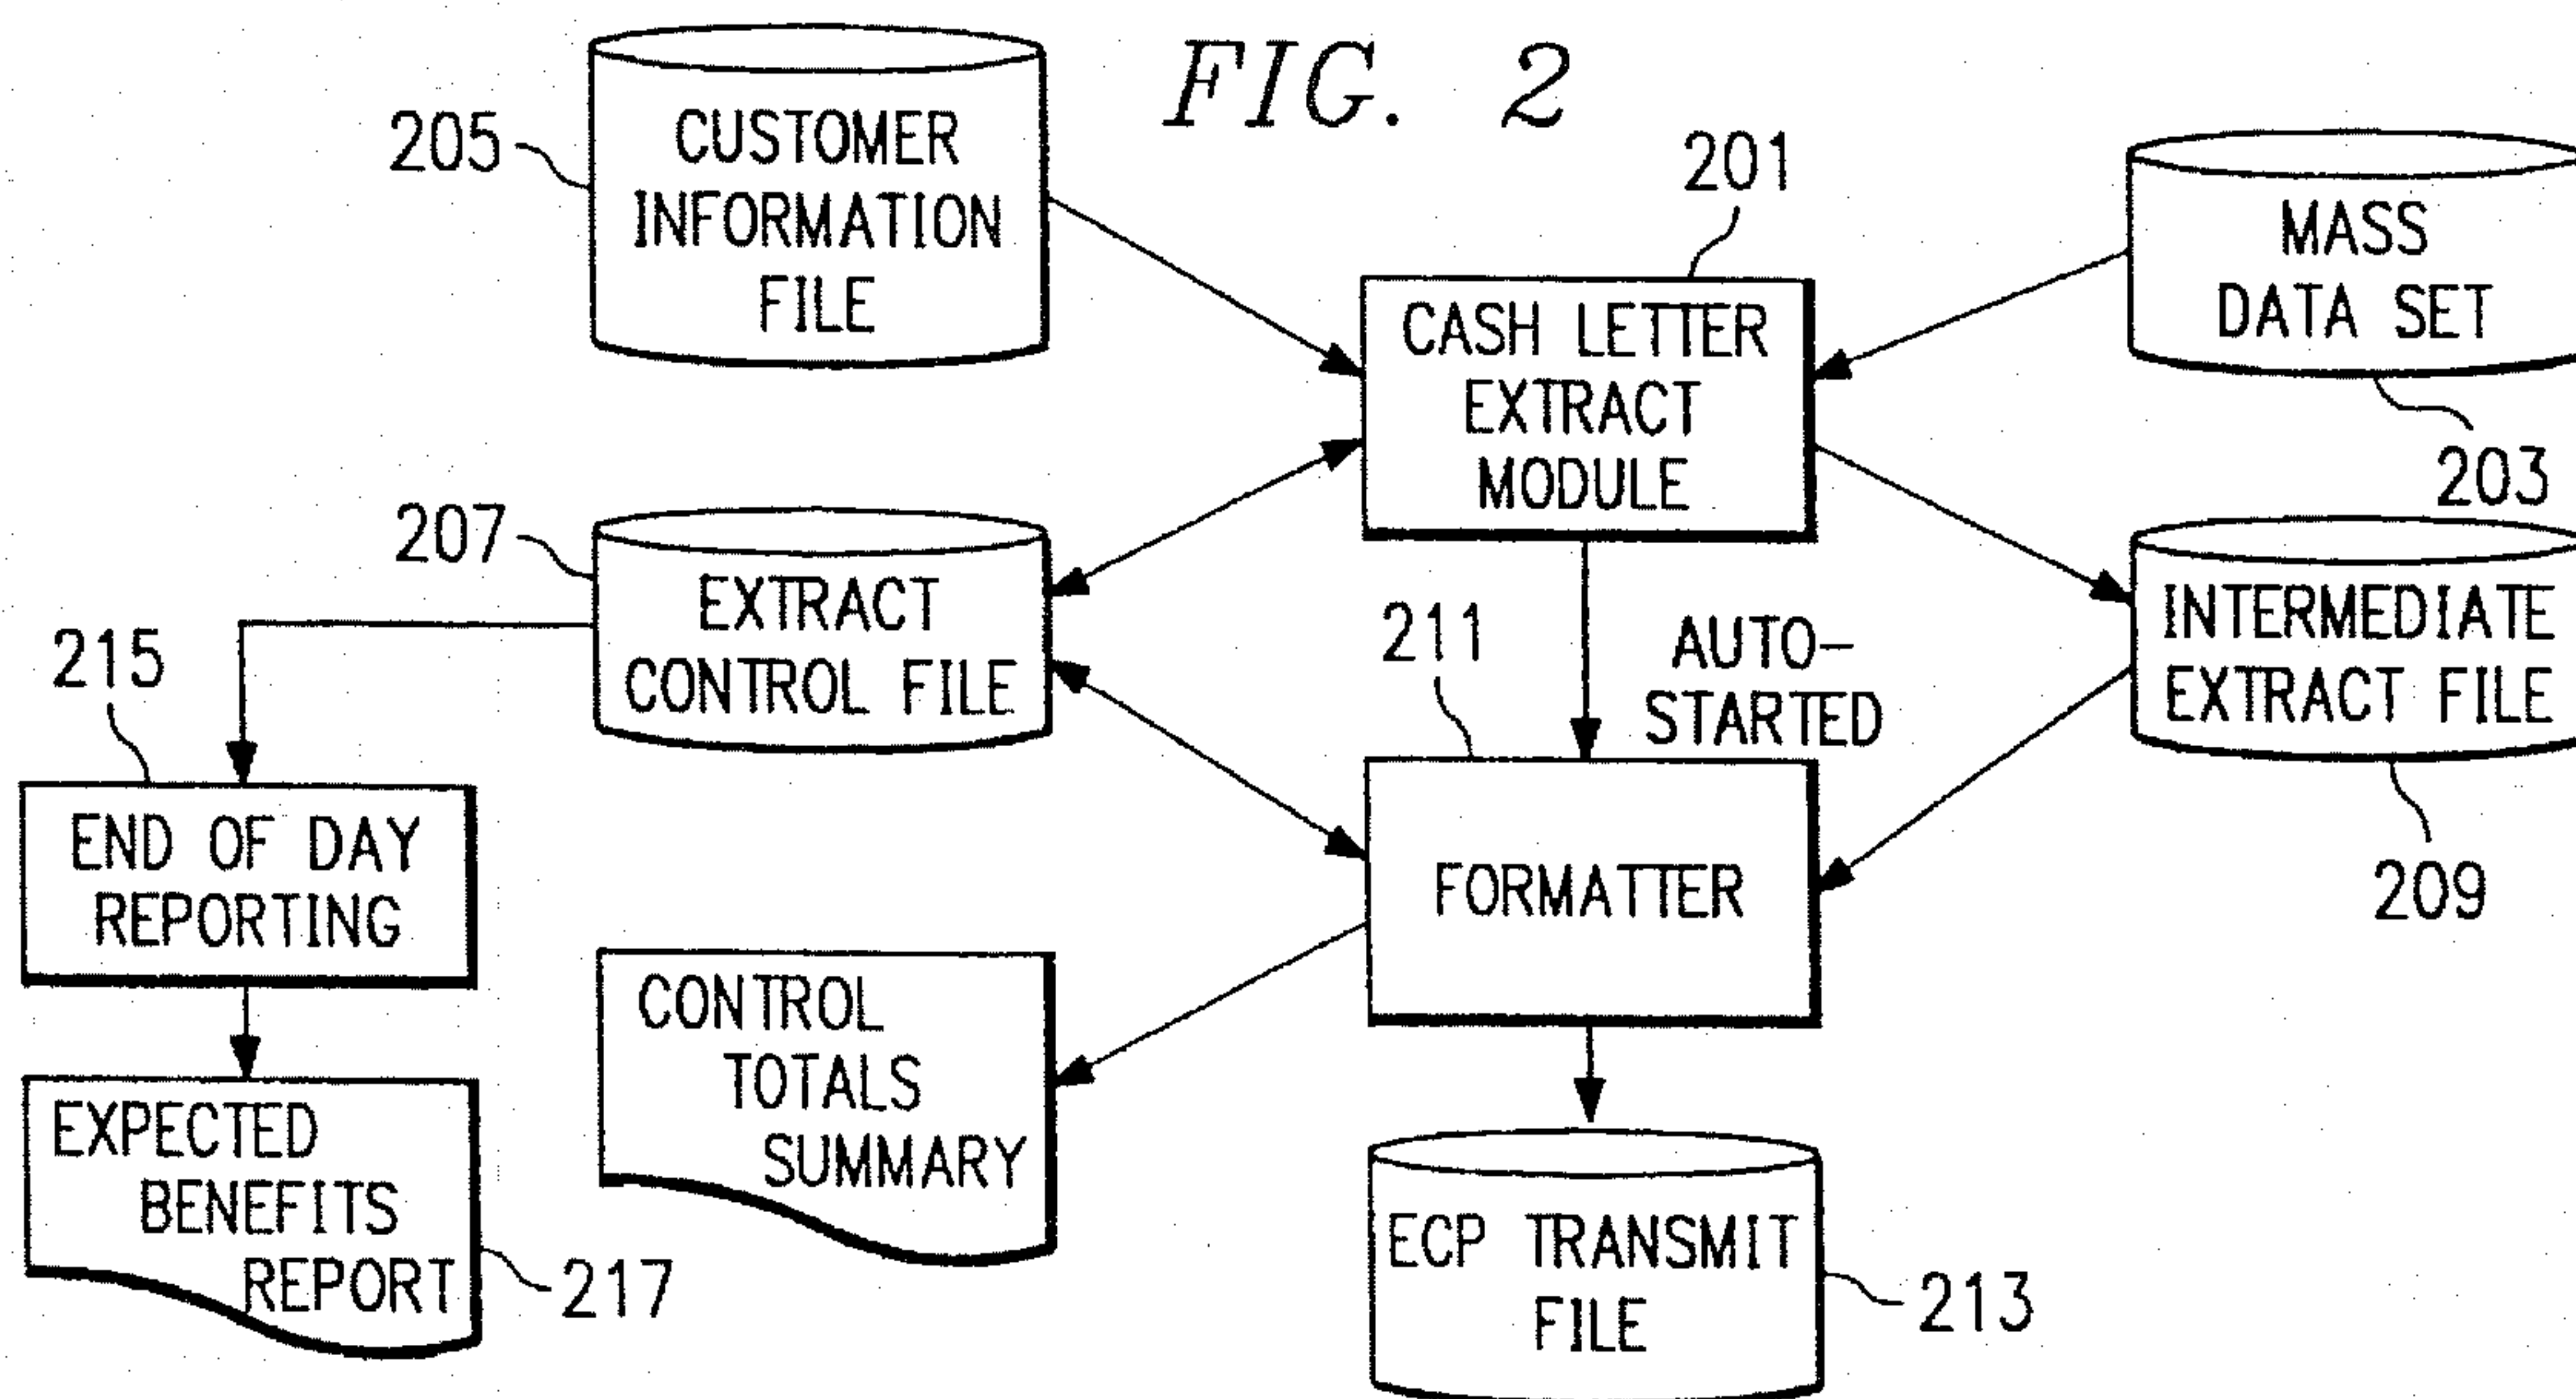 FIG. 2
205
CUSTOMER
INFORMATION
FILE
201
CASH LETTER
EXTRACT
MODULE
MASS
DATA SET
203
207
EXTRACT
CONTROL FILE
211
AUTO-
STARTED
INTERMEDIATE
EXTRACT FILE
209
215
END OF DAY
REPORTING
FORMATTER
CONTROL
TOTALS
SUMMARY
EXPECTED
BENEFITS
REPORT
217
ECP TRANSMIT
FILE
213